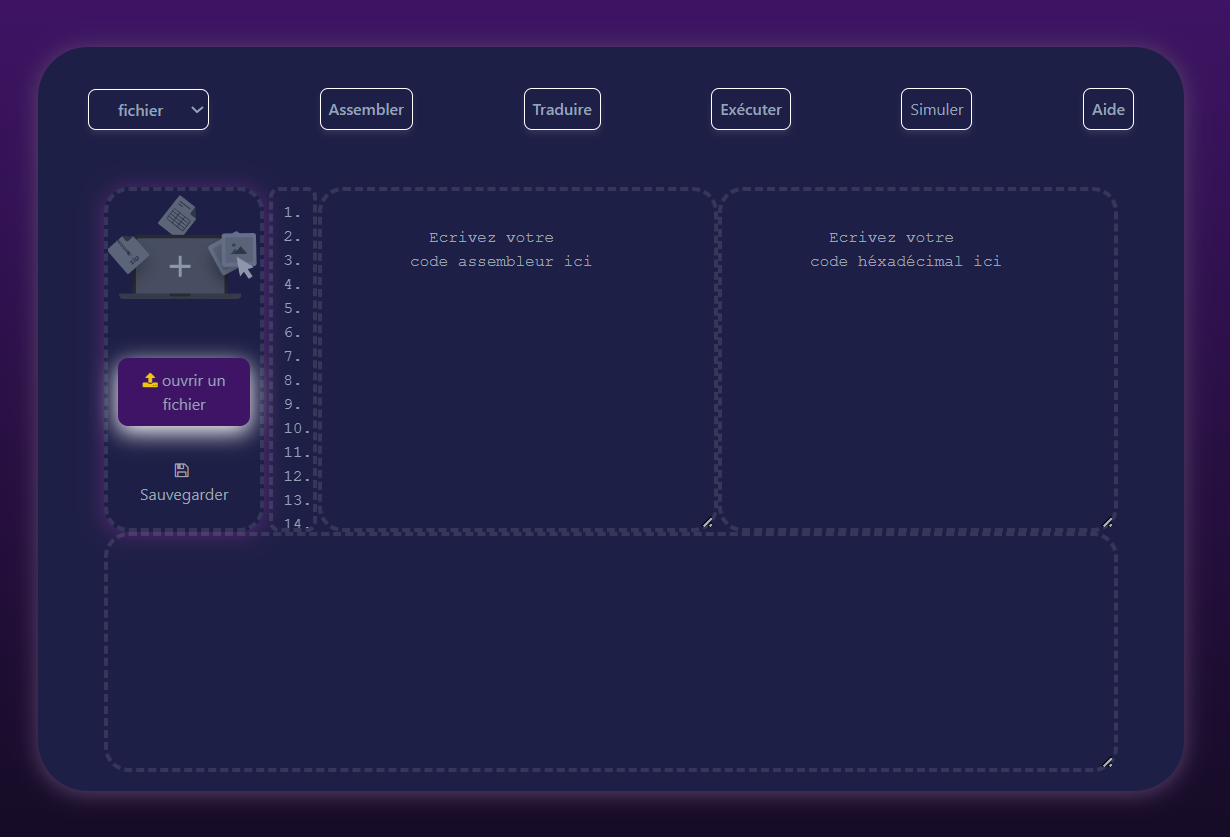 fichier
Assembler
Traduire
Exécuter
Simuler
Aide
zip
ouvrir un
fichier
Sauvegarder
1.
2.
3.
4.
5.
6.
7.
8.
9.
10.
11.
12.
13.
14.
Ecrivez votre
code assembleur ici
Ecrivez votre
code héxadécimal ici